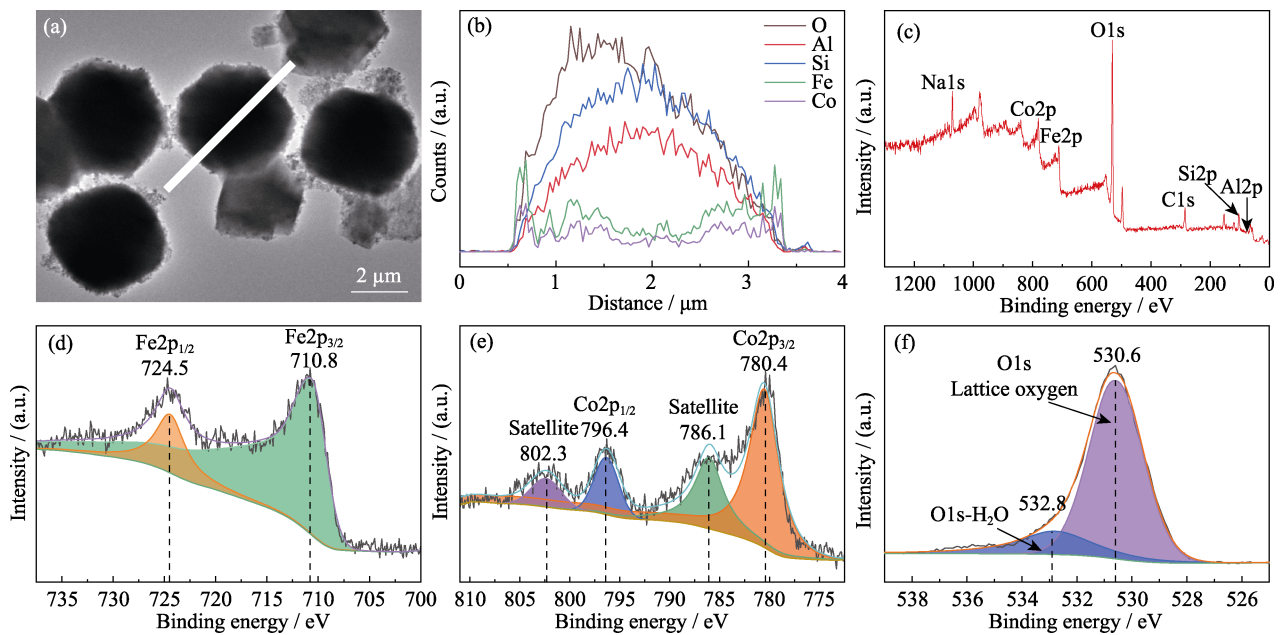 (a)
2 μm
(b)
O
Al
Si
Fe
Co
Counts / (a.u.)
0 1 2 3 4
Distance / μm
(c)
O1s
Na1s
Co2p
Fe2p
Si2p
Al2p
C1s
Intensity / (a.u.)
1200 1000 800 600 400 200 0
Binding energy / eV
(d)
Fe2p1/2
724.5
Fe2p3/2
710.8
Intensity / (a.u.)
735 730 725 720 715 710 705 700
Binding energy / eV
(e)
Co2p3/2
780.4
Co2p1/2
796.4
Satellite
786.1
Satellite
802.3
Intensity / (a.u.)
810 805 800 795 790 785 780 775
Binding energy / eV
(f)
530.6
O1s
Lattice oxygen
532.8
O1s-H2O
Intensity / (a.u.)
538 536 534 532 530 528 526
Binding energy / eV